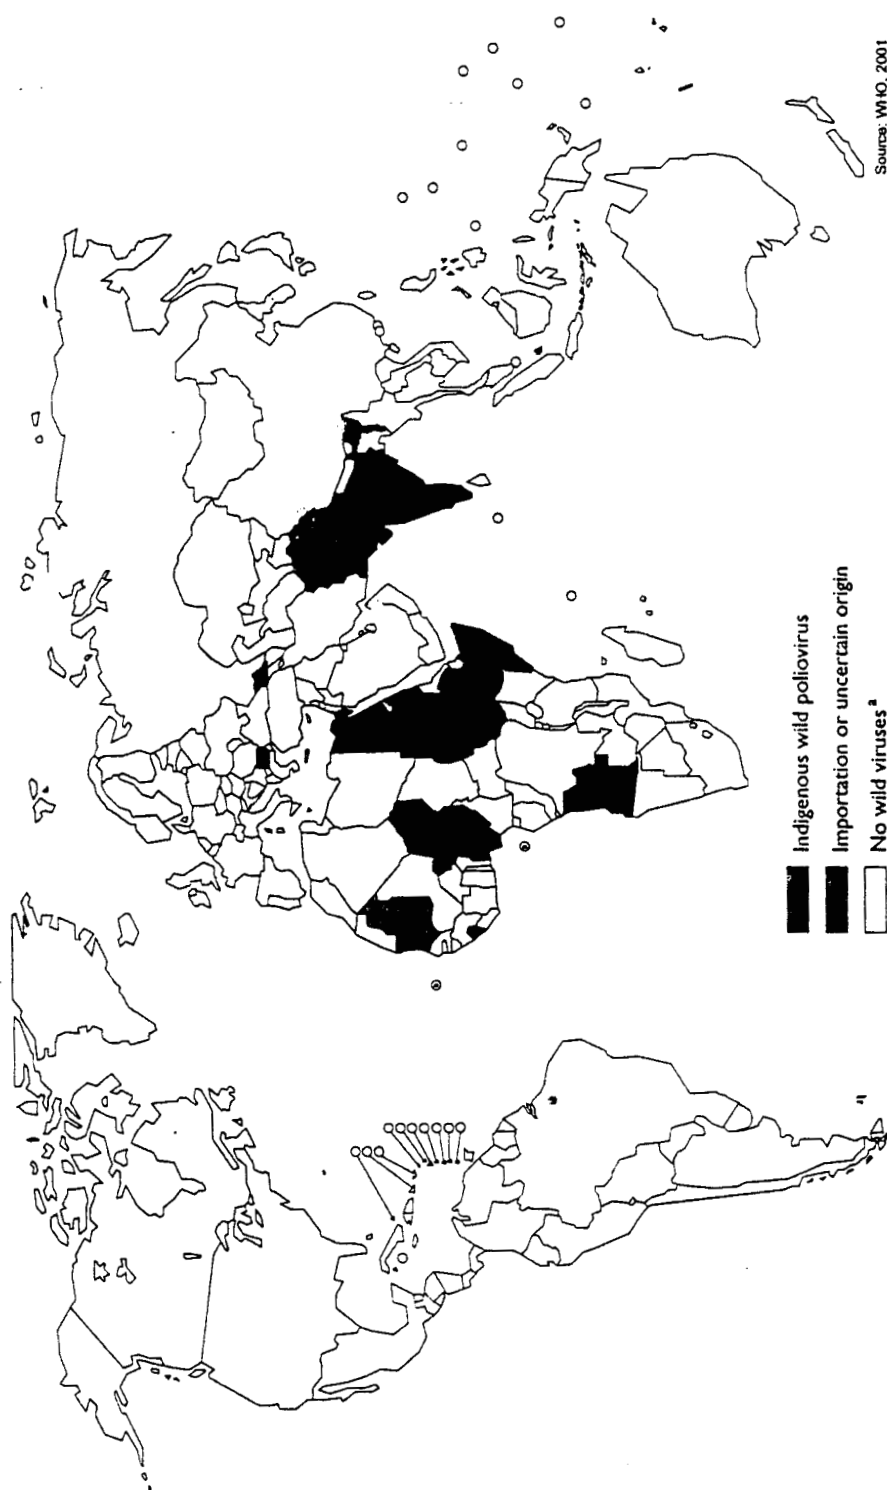 Indigenous wild poliovirus
Importation or uncertain origin
No wild viruses a
Source: WHO, 2001